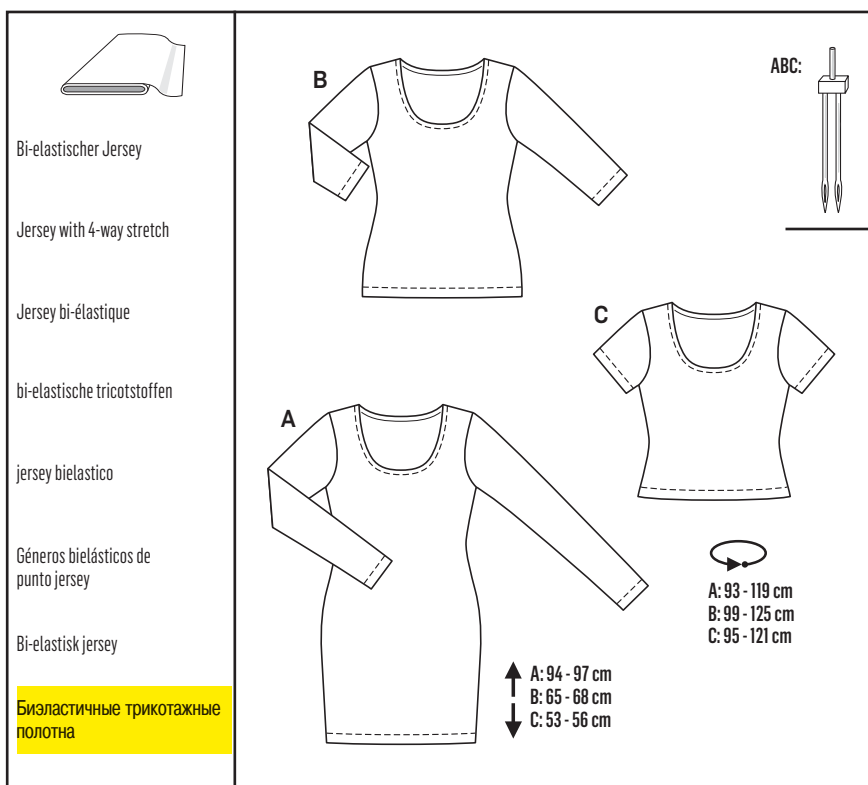 Bi-elastischer Jersey
Jersey with 4-way stretch
Jersey bi-élastique
bi-elastische tricotstoffen
jersey bielastico
Géneros bielásticos de
punto jersey
Bi-elastisk jersey
Биэластичные трикотажные
полотна
B
ABC:
C
A
A: 93 - 119 cm
B: 99 - 125 cm
C: 95 - 121 cm
A: 94 - 97 cm
B: 65 - 68 cm
C: 53 - 56 cm